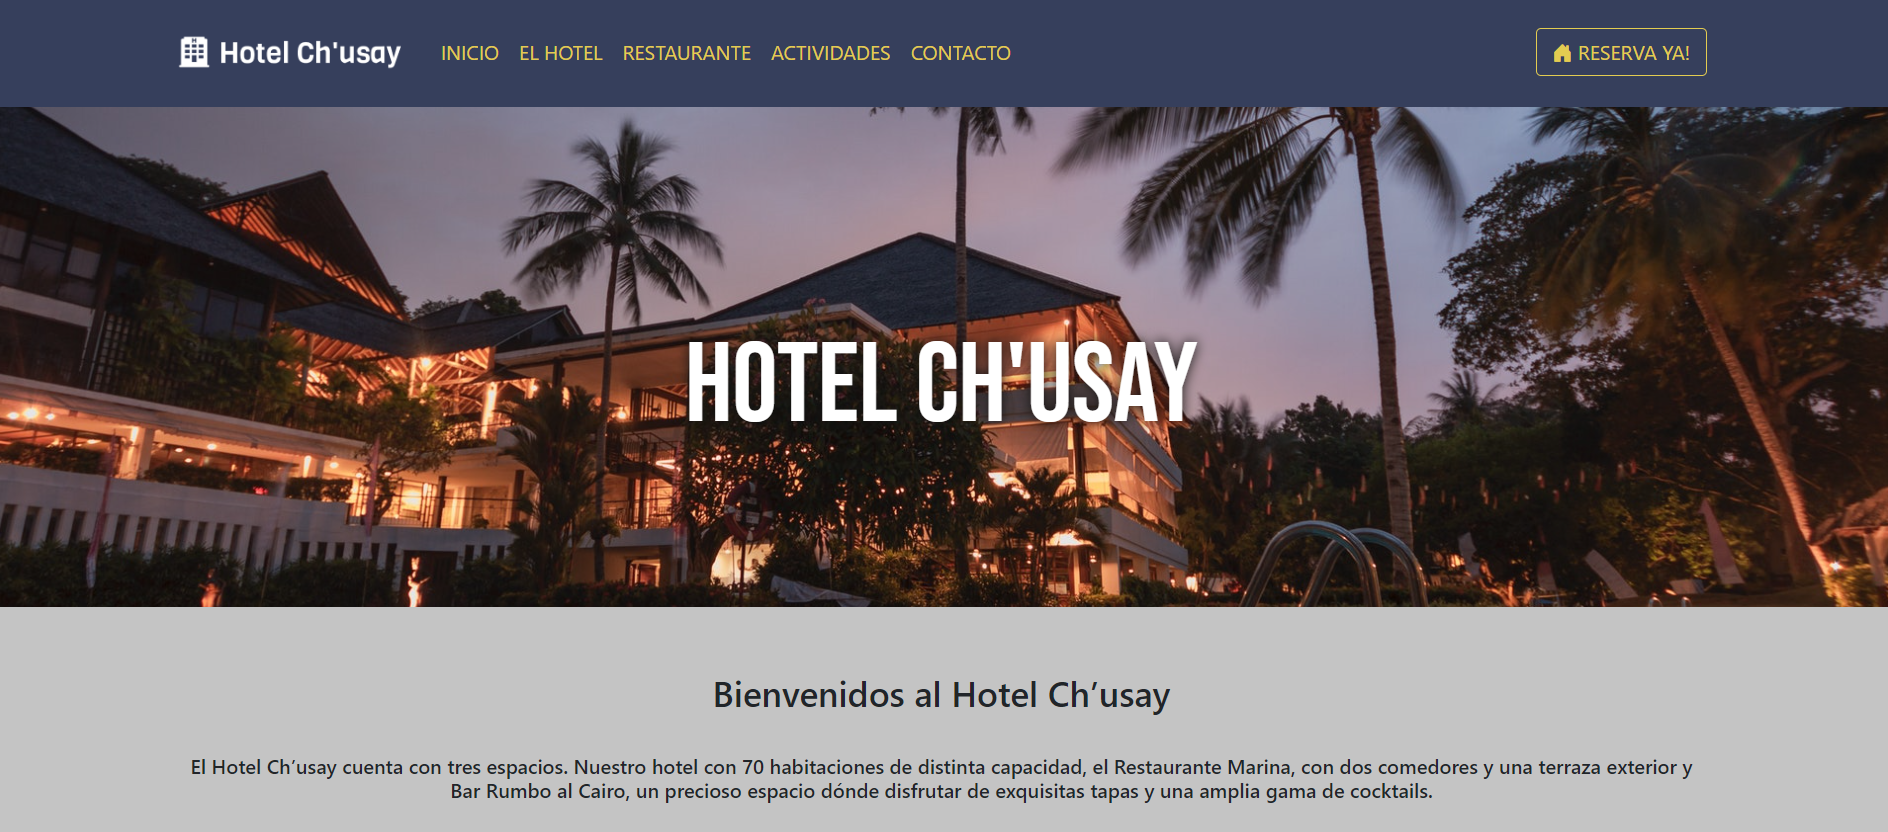 Hotel Ch'usay
INICIO EL HOTEL RESTAURANTE ACTIVIDADES CONTACTO
RESERVA YA!
HOTEL CH'USAY
Bienvenidos al Hotel Ch’usay
El Hotel Ch’usay cuenta con tres espacios. Nuestro hotel con 70 habitaciones de distinta capacidad, el Restaurante Marina, con dos comedores y una terraza exterior y
Bar Rumbo al Cairo, un precioso espacio dónde disfrutar de exquisitas tapas y una amplia gama de cocktails.